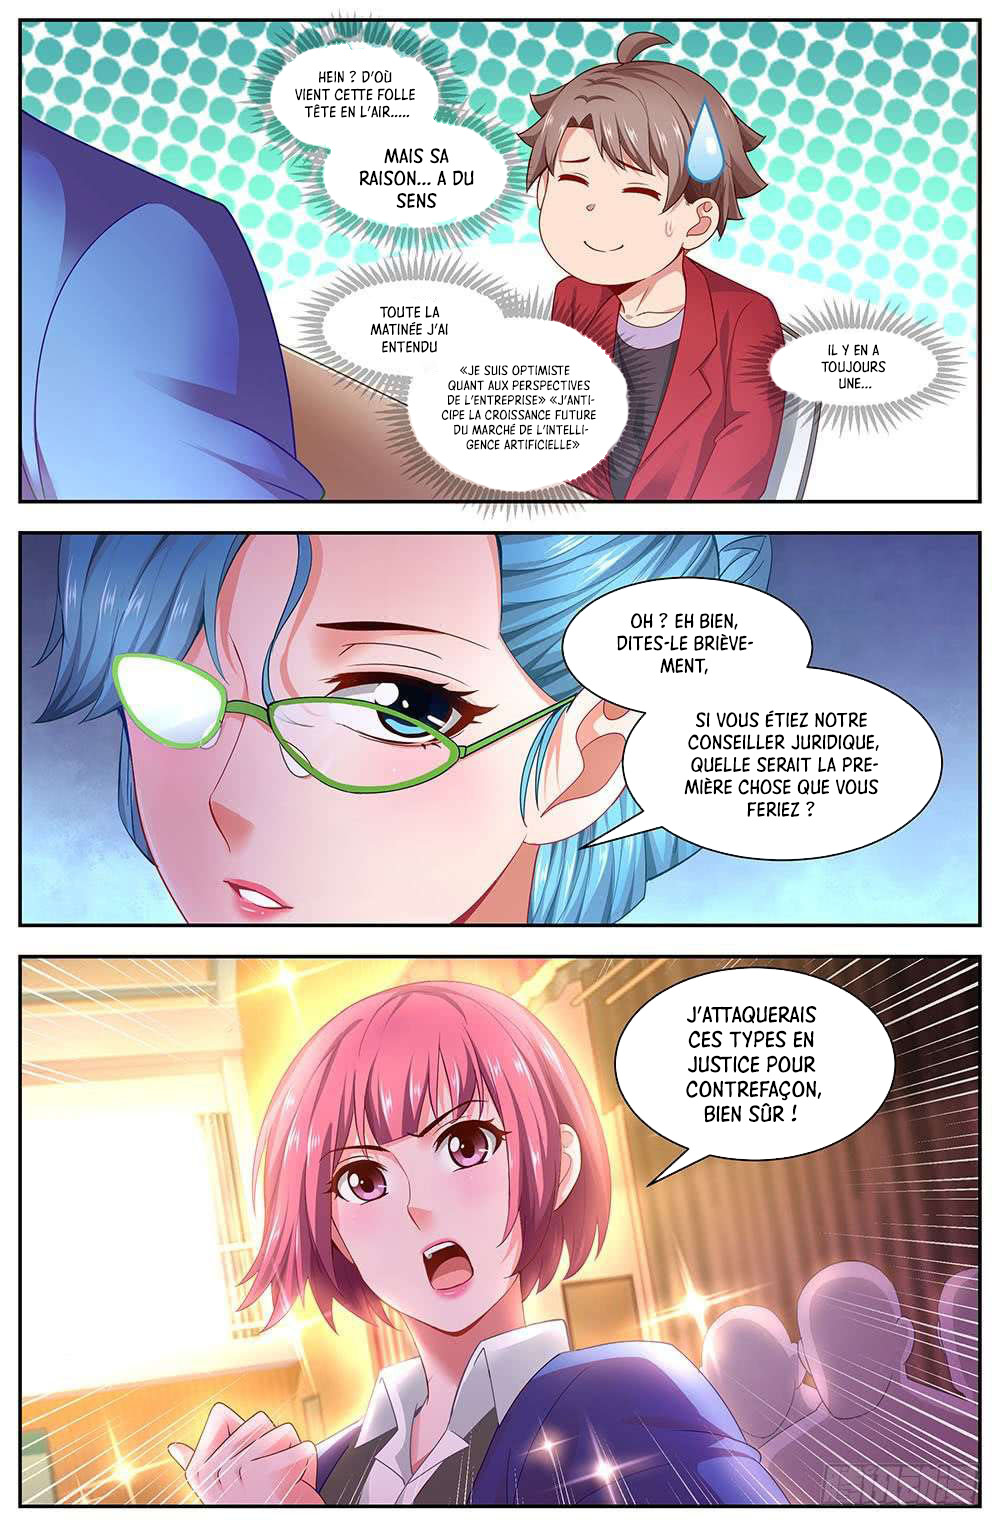 HEIN ? D'OÙ
VIENT CETTE FOLLE
TÊTE EN L'AIR.....
MAIS SA
RAISON... A DU
SENS
TOUTE LA
MATINÉE J'AI
ENTENDU
«JE SUIS OPTIMISTE
QUANT AUX PERSPECTIVES
DE L'ENTREPRISE» «J'ANTI-
CIPE LA CROISSANCE FUTURE
DU MARCHÉ DE L'INTELLI-
GENCE ARTIFICIELLE»
IL Y EN A
TOUJOURS
UNE...
OH ? EH BIEN,
DITES-LE BRIÈVE-
MENT,
SI VOUS ÉTIEZ NOTRE
CONSEILLER JURIDIQUE,
QUELLE SERAIT LA PRE-
MIÈRE CHOSE QUE VOUS
FERIEZ ?
J'ATTAQUERAIS
CES TYPES EN
JUSTICE POUR
CONTREFAÇON,
BIEN SÛR !